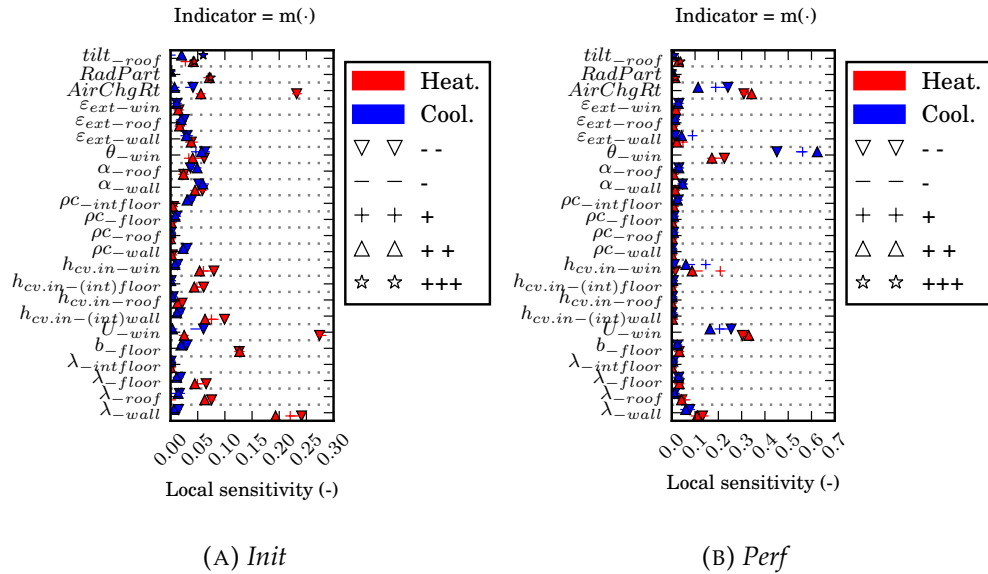 Indicator = m(·)
tilt_−roof
RadPart
AirChgRt
ε_ext−win
ε_ext−roof
ε_ext−wall
θ_−win
α_−roof
α_−wall
ρc_−intfloor
ρc_−floor
ρc_−roof
ρc_−wall
h_cv.in−win
h_cv.in−(int)floor
h_cv.in−roof
h_cv.in−(int)wall
U_−win
b_−floor
λ_−intfloor
λ_−floor
λ_−roof
λ_−wall
0.00 0.05 0.10 0.15 0.20 0.25 0.30
Local sensitivity (-)
Heat.
Cool.
- -
-
+
+ +
+++
(A) Init
Indicator = m(·)
tilt_−roof
RadPart
AirChgRt
ε_ext−win
ε_ext−roof
ε_ext−wall
θ_−win
α_−roof
α_−wall
ρc_−intfloor
ρc_−floor
ρc_−roof
ρc_−wall
h_cv.in−win
h_cv.in−(int)floor
h_cv.in−roof
h_cv.in−(int)wall
U_−win
b_−floor
λ_−intfloor
λ_−floor
λ_−roof
λ_−wall
0.0 0.1 0.2 0.3 0.4 0.5 0.6 0.7
Local sensitivity (-)
Heat.
Cool.
- -
-
+
+ +
+++
(B) Perf